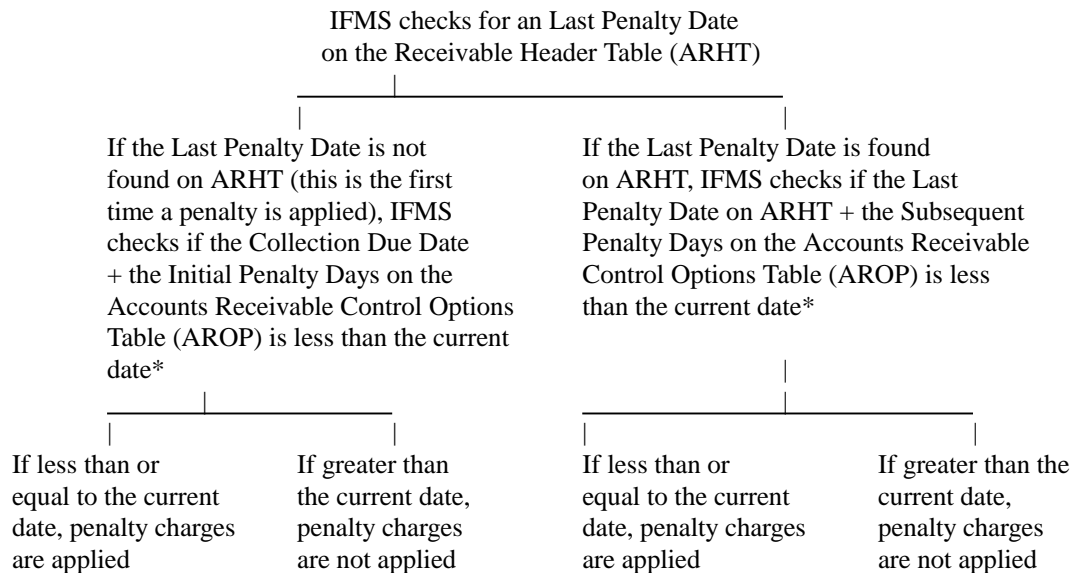 IFMS checks for an Last Penalty Date
on the Receivable Header Table (ARHT)
If the Last Penalty Date is not
found on ARHT (this is the first
time a penalty is applied), IFMS
checks if the Collection Due Date
+ the Initial Penalty Days on the
Accounts Receivable Control Options
Table (AROP) is less than the current
date*
If the Last Penalty Date is found
on ARHT, IFMS checks if the Last
Penalty Date on ARHT + the Subsequent
Penalty Days on the Accounts Receivable
Control Options Table (AROP) is less
than the current date*
If less than or
equal to the current
date, penalty charges
are applied
If greater than
the current date,
penalty charges
are not applied
If less than or
equal to the current
date, penalty charges
are applied
If greater than the
current date,
penalty charges
are not applied